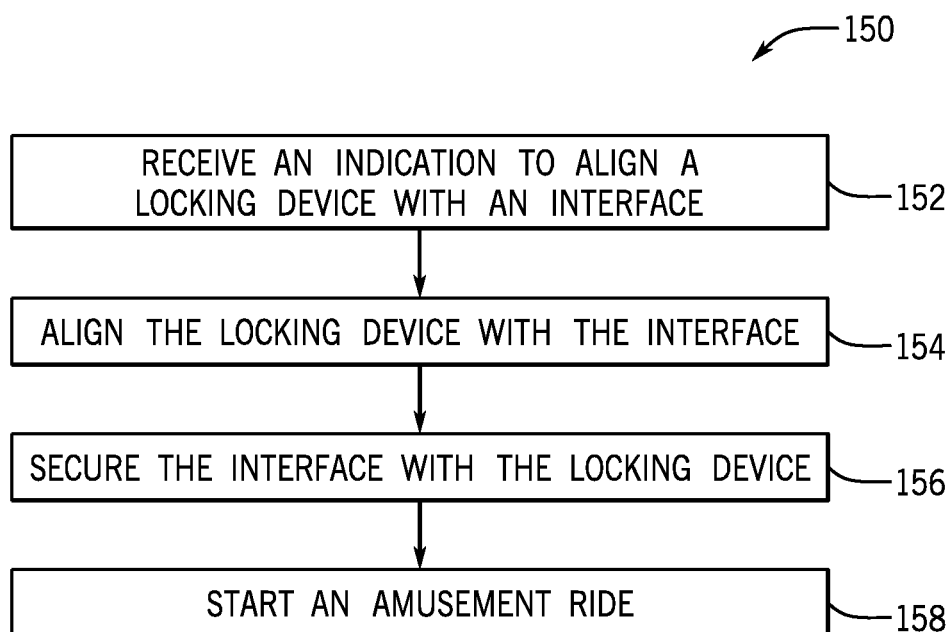 150
RECEIVE AN INDICATION TO ALIGN A
LOCKING DEVICE WITH AN INTERFACE
152
ALIGN THE LOCKING DEVICE WITH THE INTERFACE
154
SECURE THE INTERFACE WITH THE LOCKING DEVICE
156
START AN AMUSEMENT RIDE
158